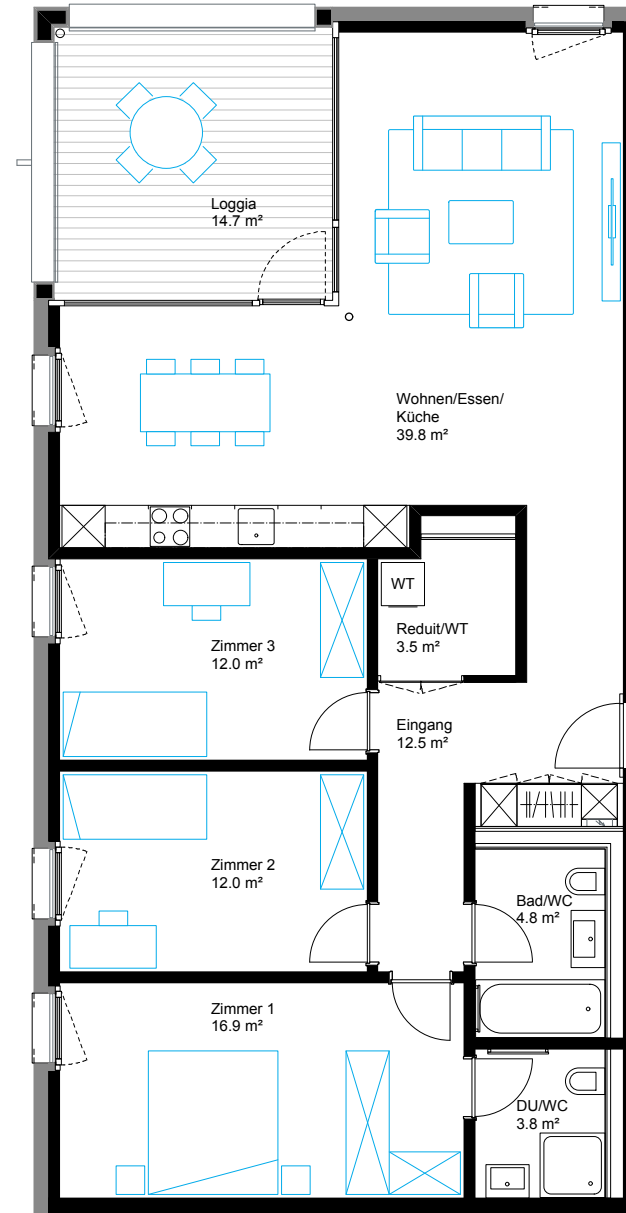 Loggia
14.7 m²
Wohnen/Essen/
Küche
39.8 m²
WT
Reduit/WT
3.5 m²
Zimmer 3
12.0 m²
Eingang
12.5 m²
Zimmer 2
12.0 m²
Bad/WC
4.8 m²
Zimmer 1
16.9 m²
DU/WC
3.8 m²